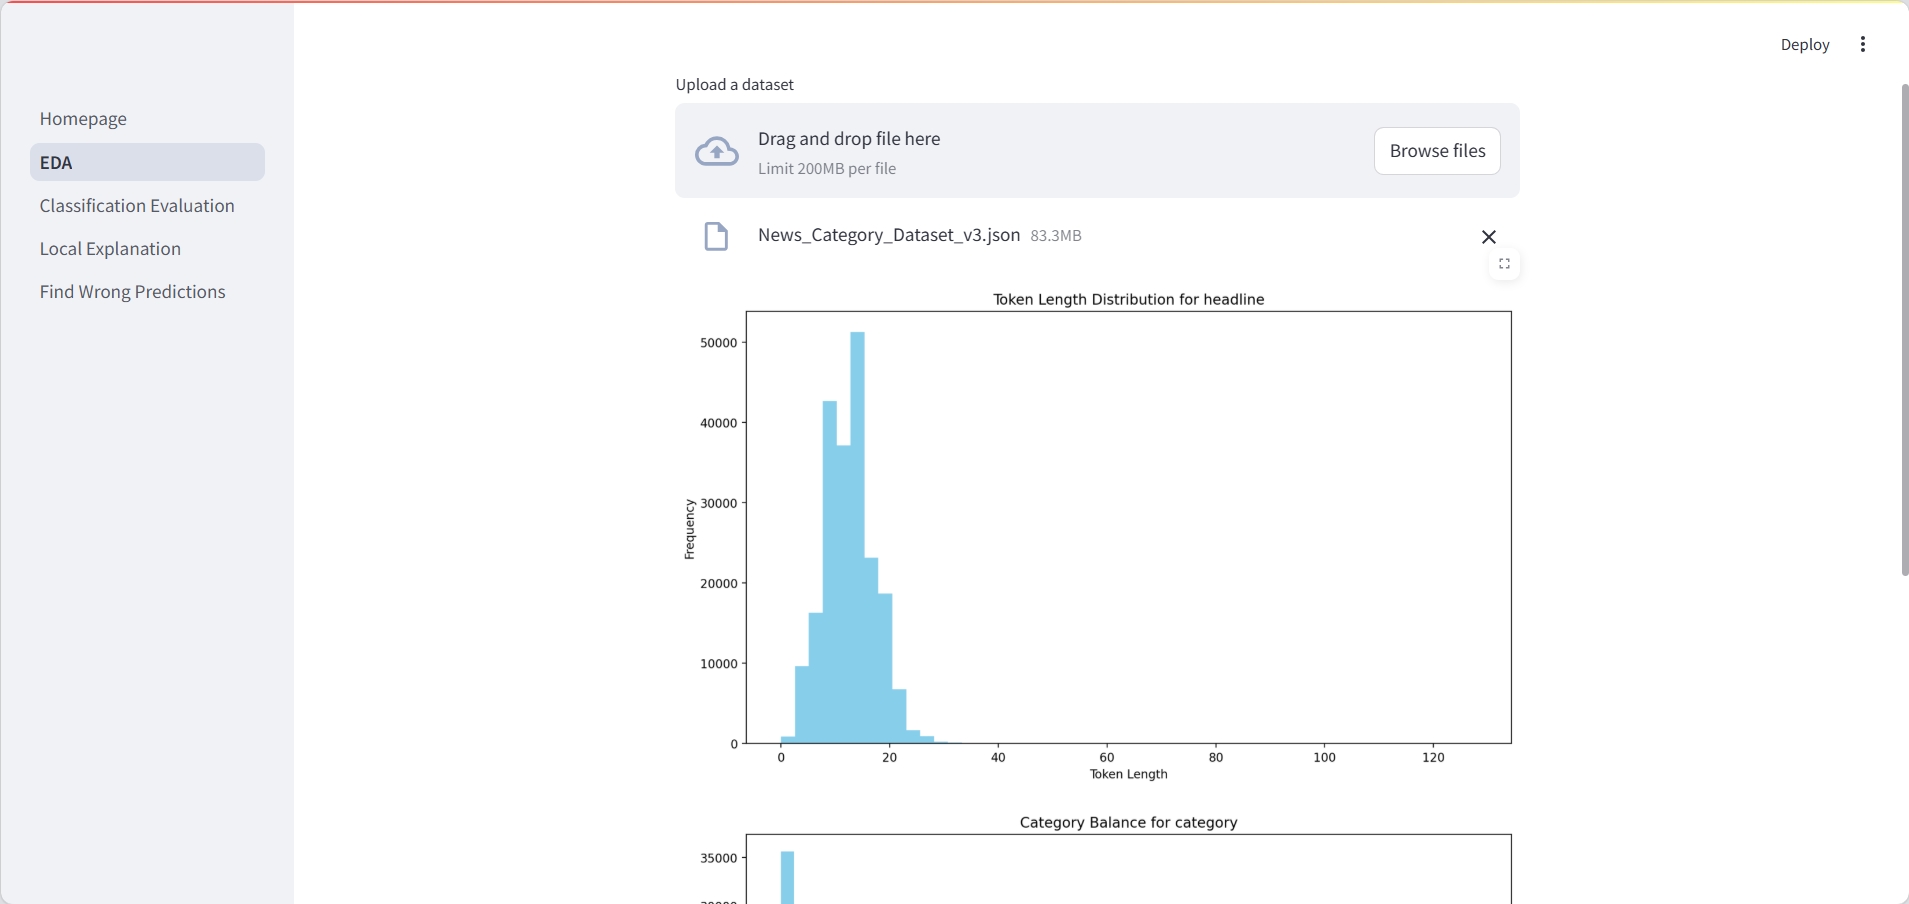 Deploy
Homepage
EDA
Classification Evaluation
Local Explanation
Find Wrong Predictions
Upload a dataset
Drag and drop file here
Limit 200MB per file
Browse files
News_Category_Dataset_v3.json 83.3MB
Token Length Distribution for headline
50000
40000
30000
20000
10000
0
Frequency
0 20 40 60 80 100 120
Token Length
Category Balance for category
35000